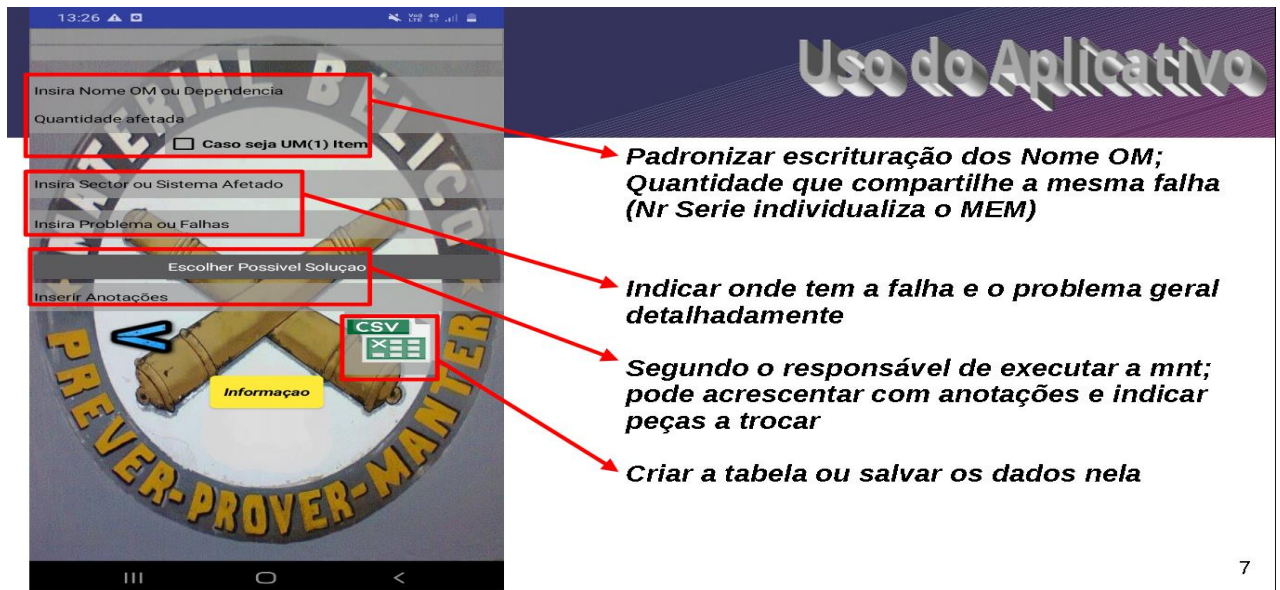 13:26
Vo)) 4G
LTE
Uso do Aplicativo
MATERIAL BÉLICO
Insira Nome OM ou Dependencia
Quantidade afetada
Caso seja UM(1) Item
Insira Sector ou Sistema Afetado
Insira Problema ou Falhas
Escolher Possivel Soluçao
Inserir Anotações
CSV
Informaçao
PREVER-PROVER-MANTER
Padronizar escrituração dos Nome OM;
Quantidade que compartilhe a mesma falha
(Nr Serie individualiza o MEM)
Indicar onde tem a falha e o problema geral
detalhadamente
Segundo o responsável de executar a mnt;
pode acrescentar com anotações e indicar
peças a trocar
Criar a tabela ou salvar os dados nela
7